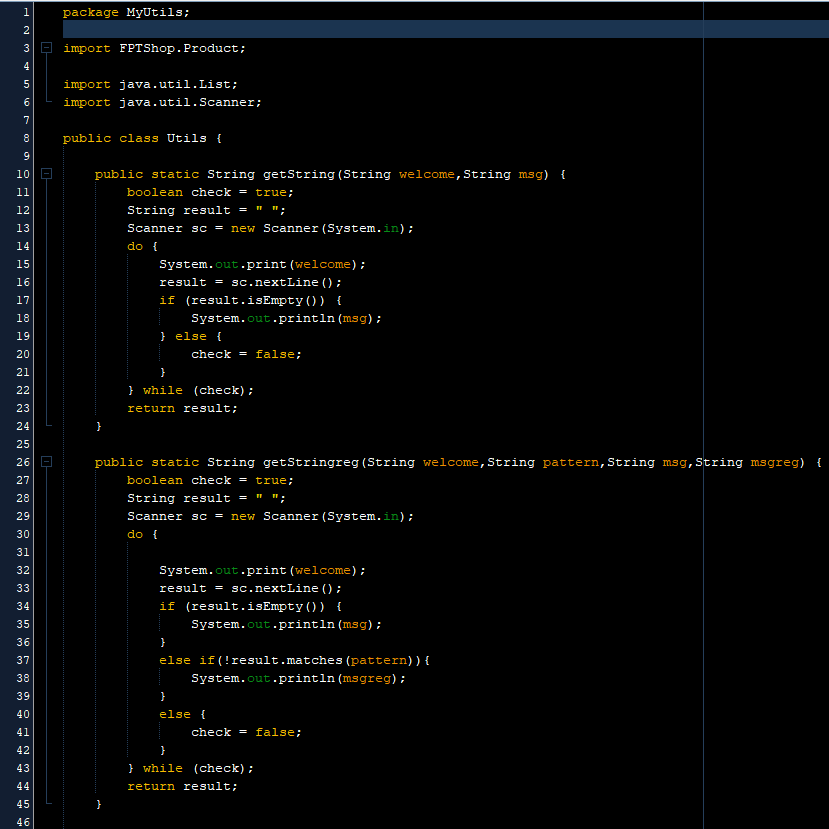 1 package MyUtils;
2
3 import FPTShop.Product;
4
5 import java.util.List;
6 import java.util.Scanner;
7
8 public class Utils {
9
10     public static String getString(String welcome,String msg) {
11         boolean check = true;
12         String result = " ";
13         Scanner sc = new Scanner(System.in);
14         do {
15             System.out.print(welcome);
16             result = sc.nextLine();
17             if (result.isEmpty()) {
18                 System.out.println(msg);
19             } else {
20                 check = false;
21             }
22         } while (check);
23         return result;
24     }
25
26     public static String getStringreg(String welcome,String pattern,String msg,String msgreg) {
27         boolean check = true;
28         String result = " ";
29         Scanner sc = new Scanner(System.in);
30         do {
31
32             System.out.print(welcome);
33             result = sc.nextLine();
34             if (result.isEmpty()) {
35                 System.out.println(msg);
36             }
37             else if(!result.matches(pattern)){
38                 System.out.println(msgreg);
39             }
40             else {
41                 check = false;
42             }
43         } while (check);
44         return result;
45     }
46